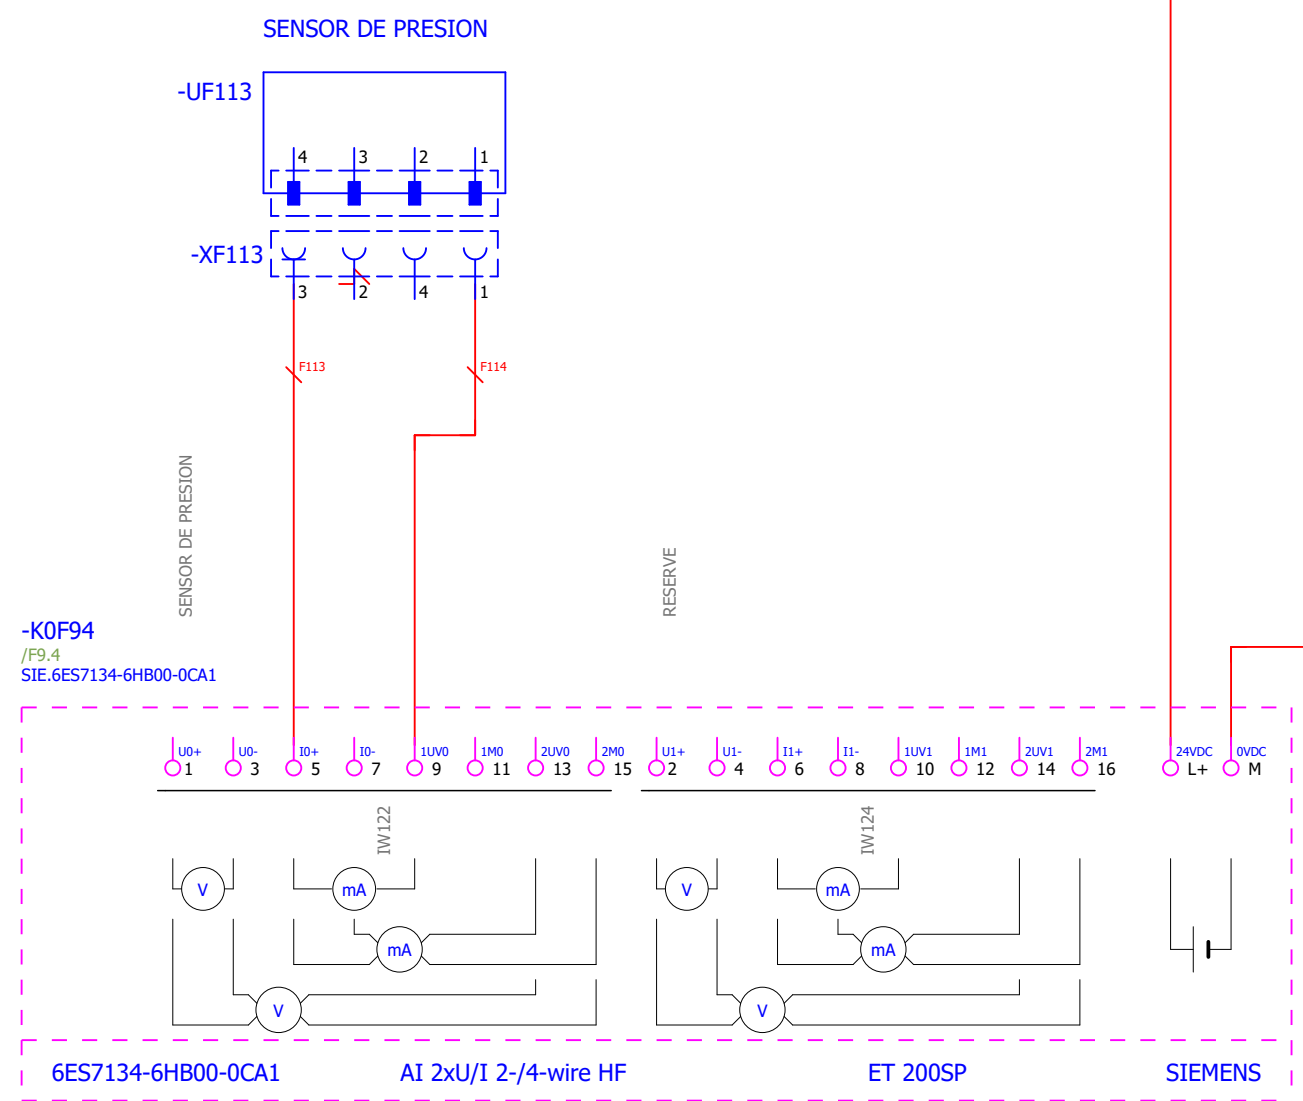 SENSOR DE PRESION
-UF113
4 3 2 1
-XF113
3 2 4 1
F113 F114
SENSOR DE PRESION
RESERVE
-K0F94
/F9.4
SIE.6ES7134-6HB00-0CA1
U0+ U0- I0+ I0- 1UV0 1M0 2UV0 2M0 U1+ U1- I1+ I1- 1UV1 1M1 2UV1 2M1 24VDC 0VDC
1 3 5 7 9 11 13 15 2 4 6 8 10 12 14 16 L+ M
IW122 IW124
V mA V mA
mA mA
V V
6ES7134-6HB00-0CA1 AI 2xU/I 2-/4-wire HF ET 200SP SIEMENS